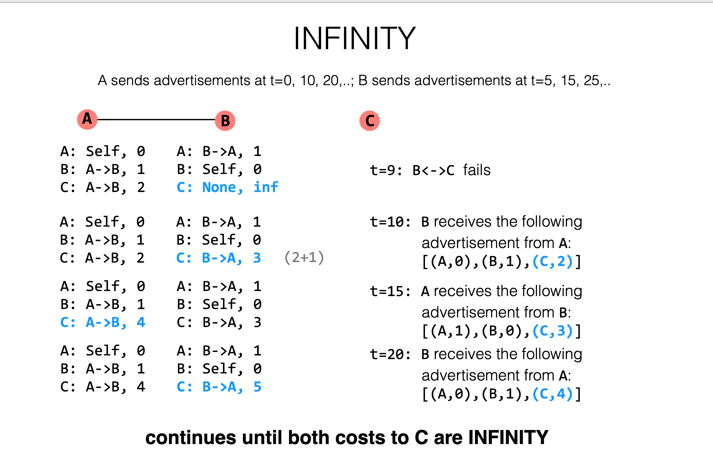 INFINITY
A sends advertisements at t=0, 10, 20,..; B sends advertisements at t=5, 15, 25,..
A B C
A: Self, 0 A: B->A, 1
B: A->B, 1 B: Self, 0
C: A->B, 2 C: None, inf
t=9: B<->C fails
A: Self, 0 A: B->A, 1
B: A->B, 1 B: Self, 0
C: A->B, 2 C: B->A, 3 (2+1)
t=10: B receives the following
advertisement from A:
[(A,0),(B,1),(C,2)]
A: Self, 0 A: B->A, 1
B: A->B, 1 B: Self, 0
C: A->B, 4 C: B->A, 3
t=15: A receives the following
advertisement from B:
[(A,1),(B,0),(C,3)]
A: Self, 0 A: B->A, 1
B: A->B, 1 B: Self, 0
C: A->B, 4 C: B->A, 5
t=20: B receives the following
advertisement from A:
[(A,0),(B,1),(C,4)]
continues until both costs to C are INFINITY